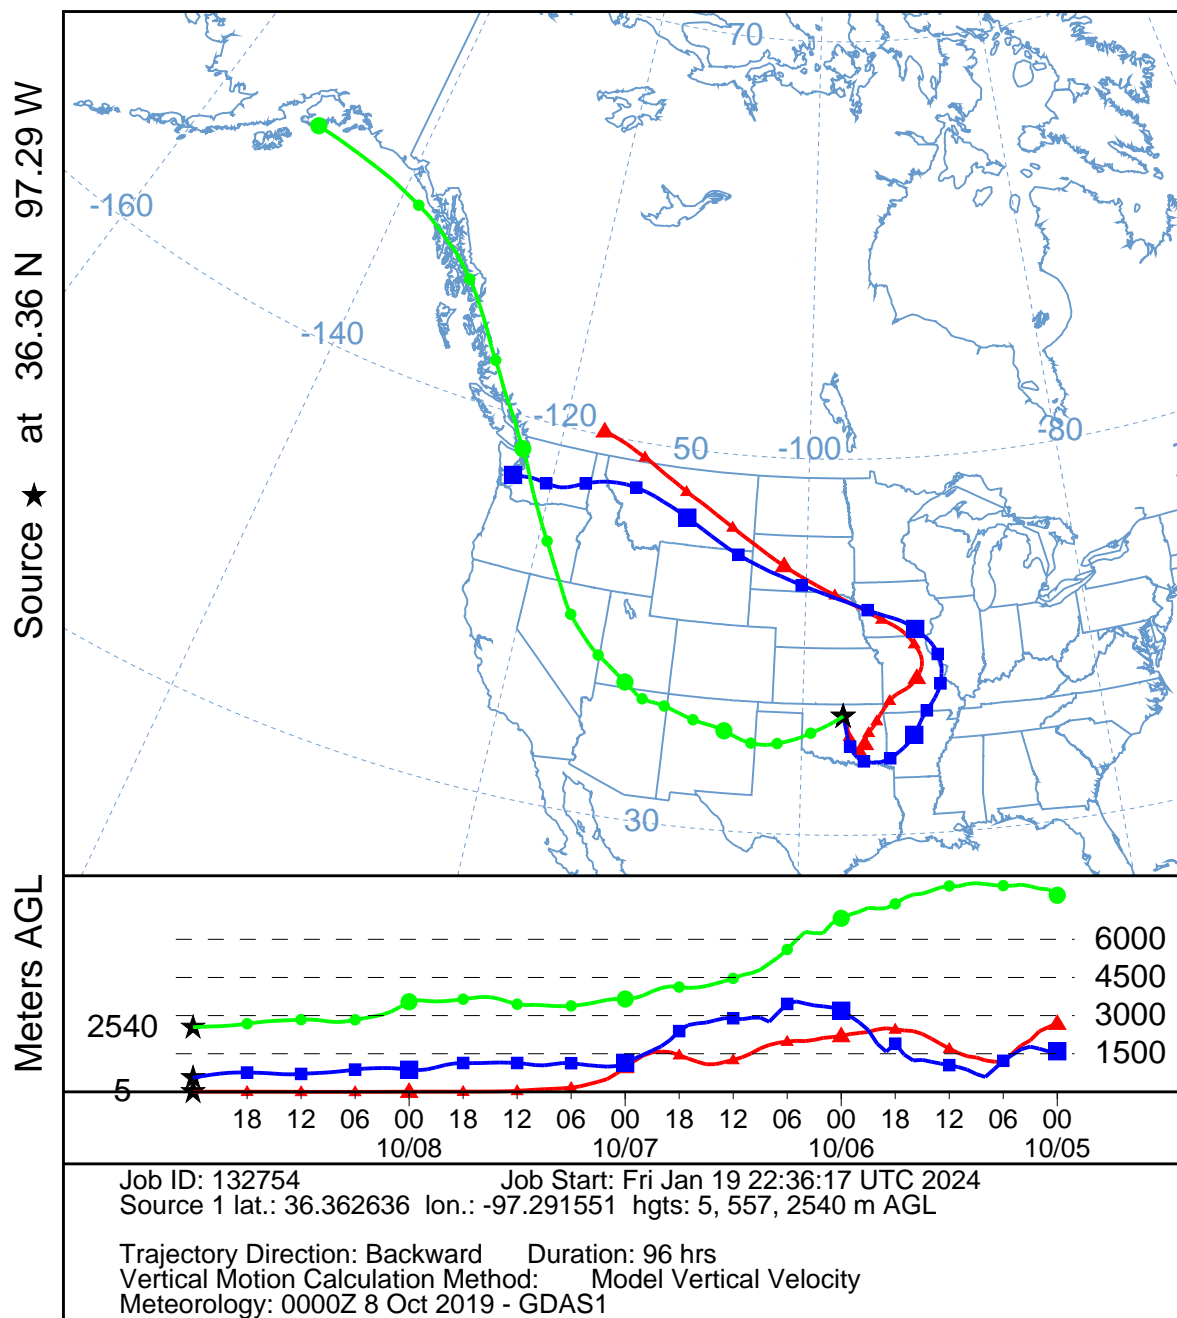 Source ★ at 36.36 N 97.29 W
70
-160
-140
-120
50
-100
-80
30
Meters AGL
6000
4500
3000
1500
2540
5
18 12 06 00 18 12 06 00 18 12 06 00 18 12 06 00
10/08 10/07 10/06 10/05
Job ID: 132754 Job Start: Fri Jan 19 22:36:17 UTC 2024
Source 1 lat.: 36.362636 lon.: -97.291551 hgts: 5, 557, 2540 m AGL
Trajectory Direction: Backward Duration: 96 hrs
Vertical Motion Calculation Method: Model Vertical Velocity
Meteorology: 0000Z 8 Oct 2019 - GDAS1